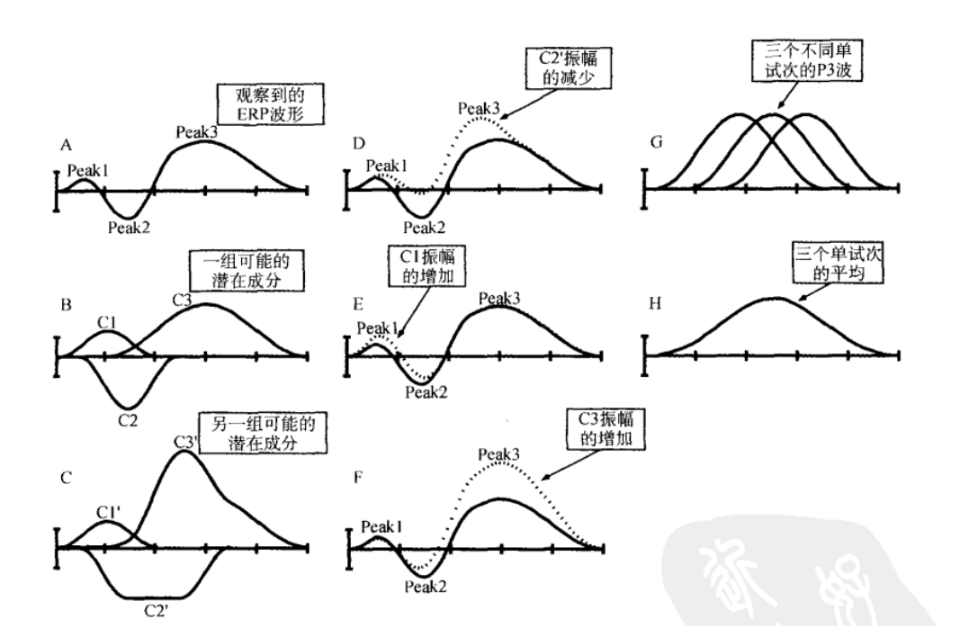 A
观察到的
ERP波形
Peak1
Peak2
Peak3
B
一组可能的
潜在成分
C1
C2
C3
C
另一组可能的
潜在成分
C1'
C2'
C3'
D
C2'振幅
的减少
Peak1
Peak2
Peak3
E
C1振幅
的增加
Peak1
Peak2
Peak3
F
C3振幅
的增加
Peak1
Peak2
Peak3
G
三个不同单
试次的P3波
H
三个单试次
的平均